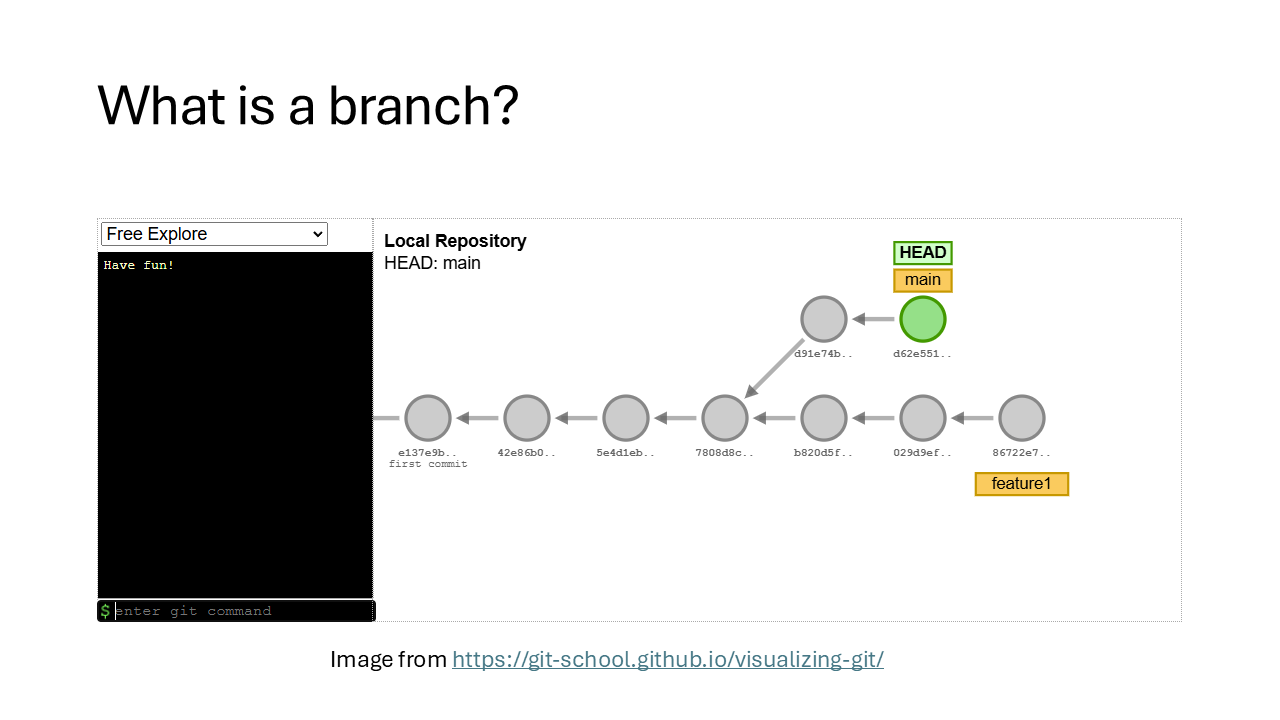 What is a branch?
Free Explore
Have fun!
$ enter git command
Local Repository
HEAD: main
HEAD
main
d91e74b.. d62e551..
e137e9b.. 42e86b0.. 5e4d1eb.. 7808d8c.. b820d5f.. 029d9ef.. 86722e7..
first commit
feature1
Image from https://git-school.github.io/visualizing-git/